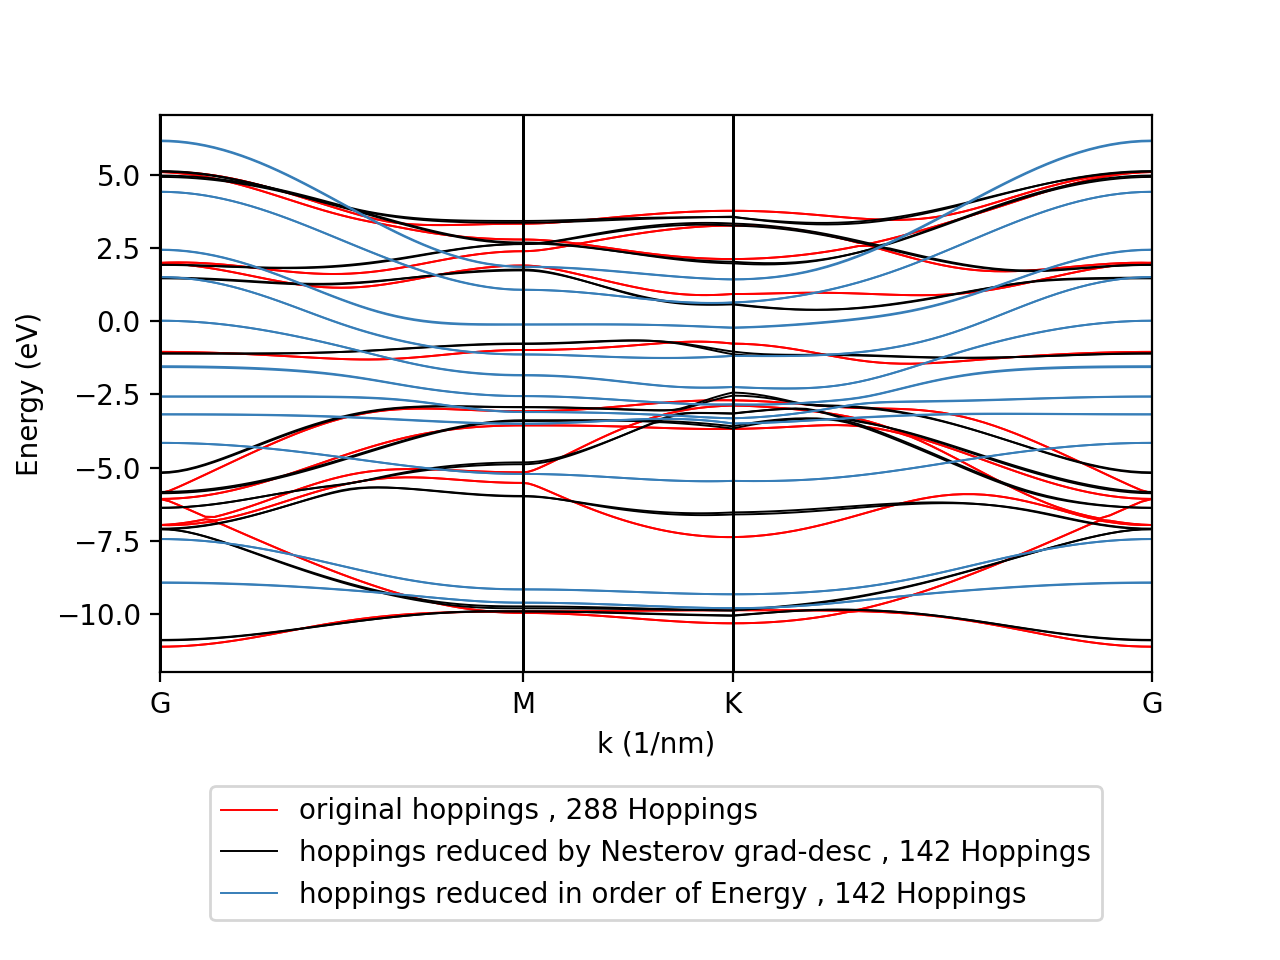 5.0
2.5
0.0
−2.5
−5.0
−7.5
−10.0
Energy (eV)
G M K G
k (1/nm)
original hoppings , 288 Hoppings
hoppings reduced by Nesterov grad-desc , 142 Hoppings
hoppings reduced in order of Energy , 142 Hoppings